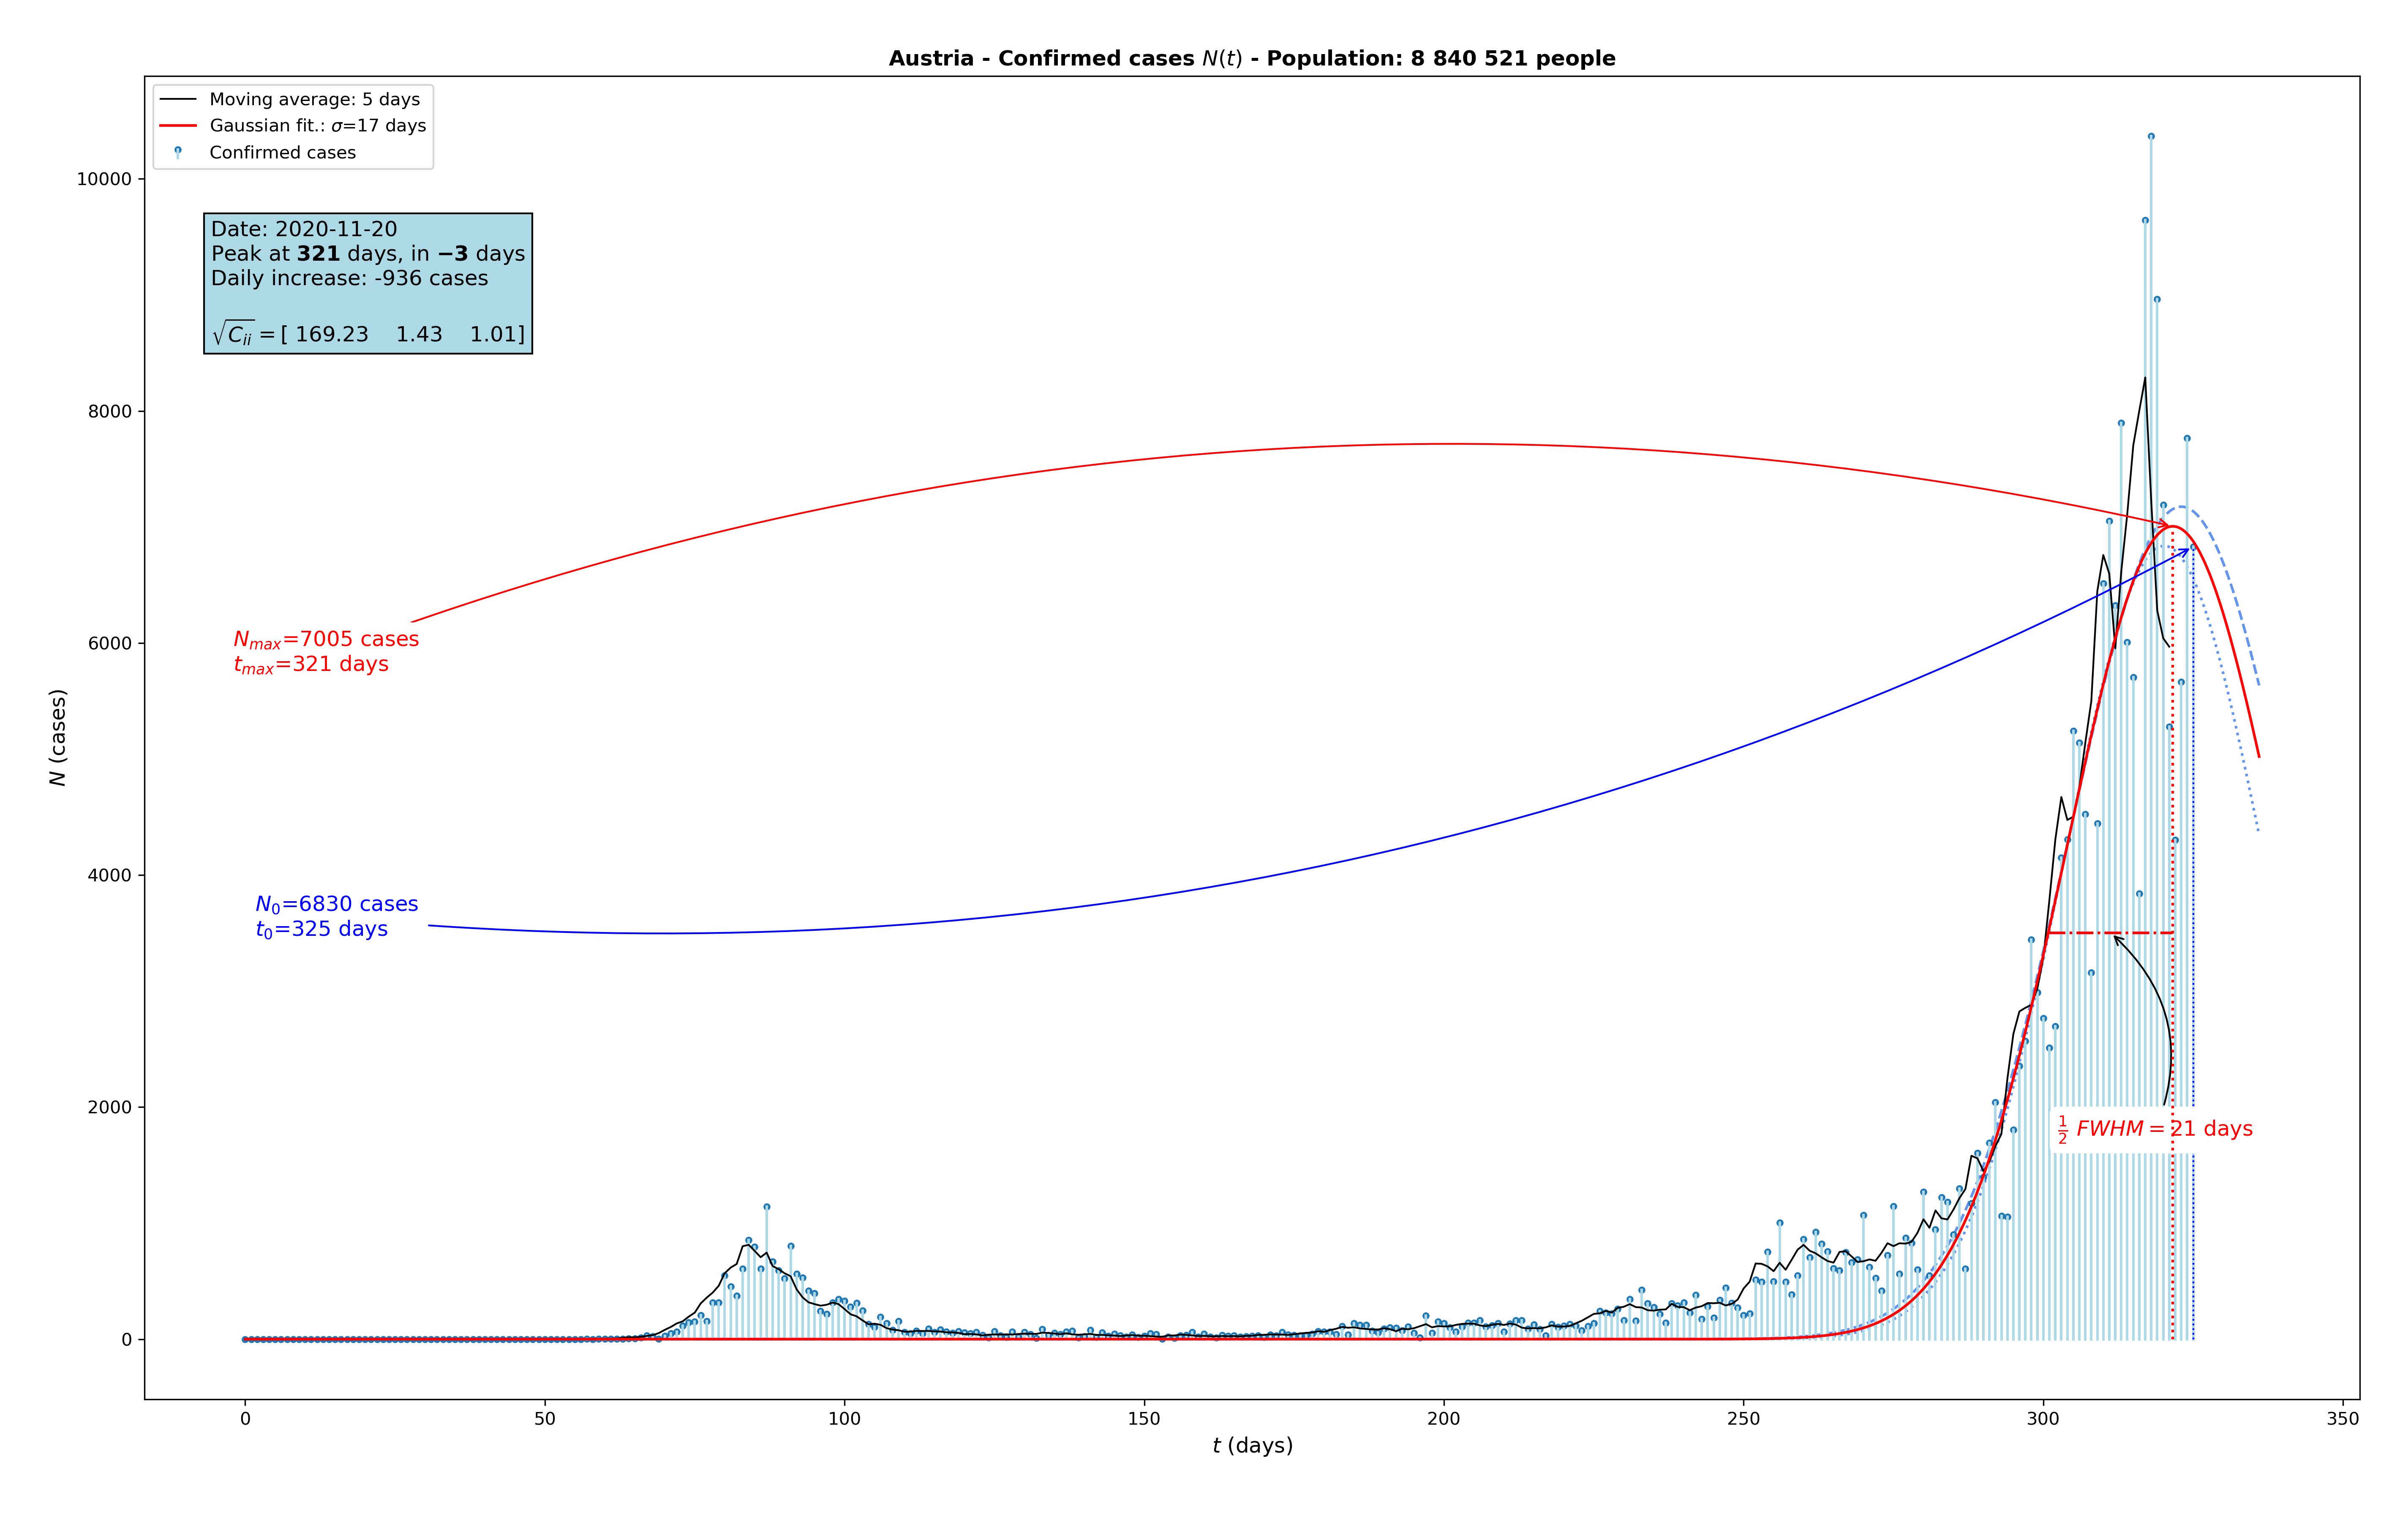 Austria - Confirmed cases N(t) - Population: 8 840 521 people
Moving average: 5 days
Gaussian fit.: σ=17 days
Confirmed cases
Date: 2020-11-20
Peak at 321 days, in −3 days
Daily increase: -936 cases
√C_ii = [ 169.23 1.43 1.01]
N_max=7005 cases
t_max=321 days
N_0=6830 cases
t_0=325 days
1/2 FWHM = 21 days
N (cases)
10000
8000
6000
4000
2000
0
0 50 100 150 200 250 300 350
t (days)